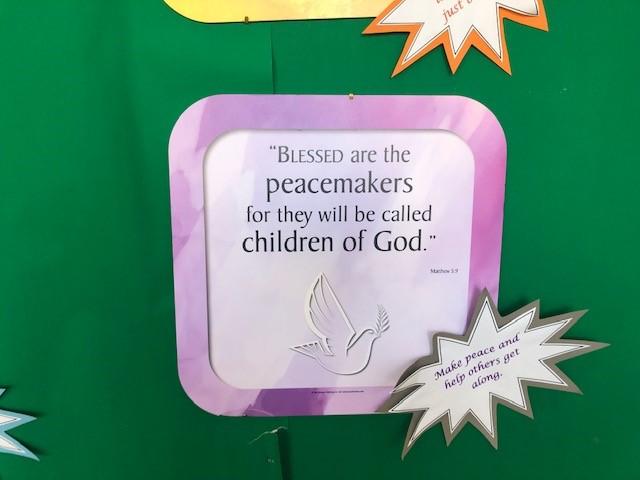 just
“BLESSED are the
peacemakers
for they will be called
children of God.”
Matthew 5:9
Make peace and
help others get
along.